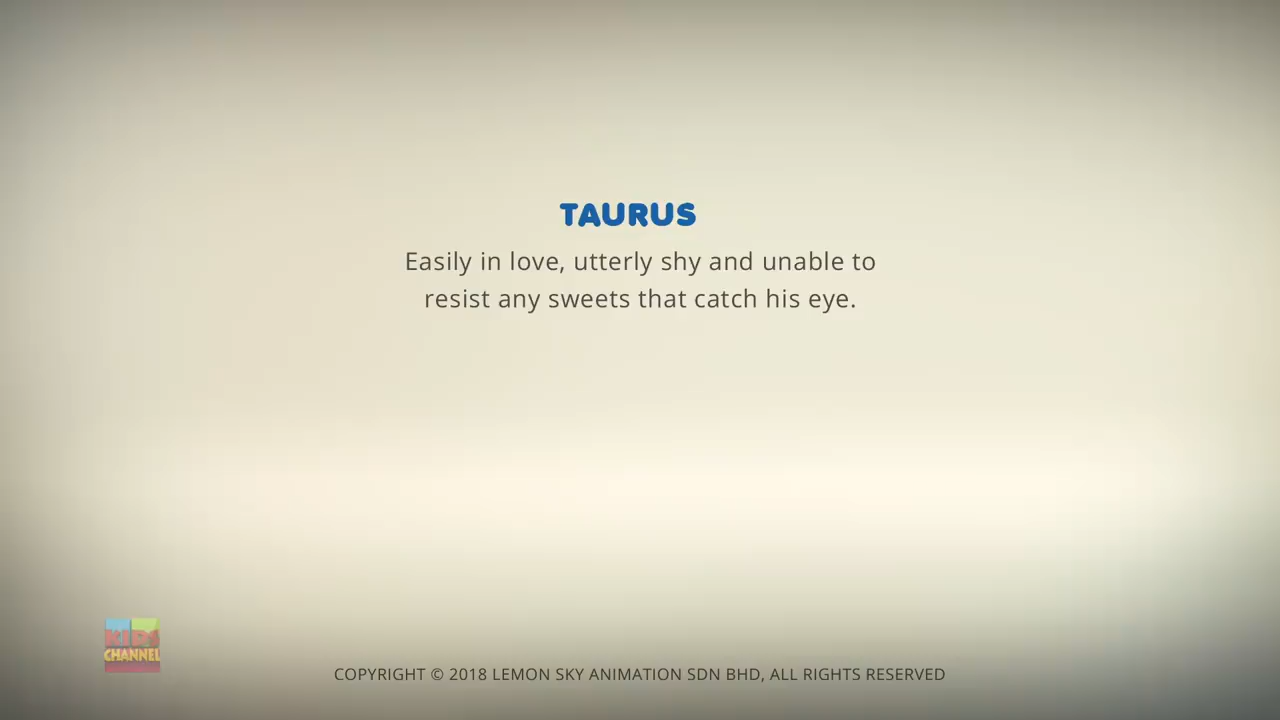 TAURUS
Easily in love, utterly shy and unable to
resist any sweets that catch his eye.
KIDS
CHANNEL
COPYRIGHT © 2018 LEMON SKY ANIMATION SDN BHD, ALL RIGHTS RESERVED